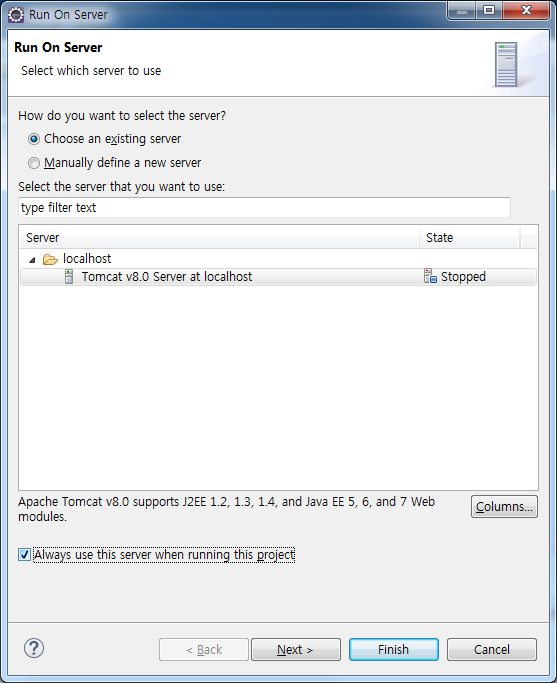 Run On Server
Run On Server
Select which server to use
How do you want to select the server?
Choose an existing server
Manually define a new server
Select the server that you want to use:
type filter text
Server State
localhost
Tomcat v8.0 Server at localhost Stopped
Apache Tomcat v8.0 supports J2EE 1.2, 1.3, 1.4, and Java EE 5, 6, and 7 Web
modules.
Columns...
Always use this server when running this project
? < Back Next > Finish Cancel